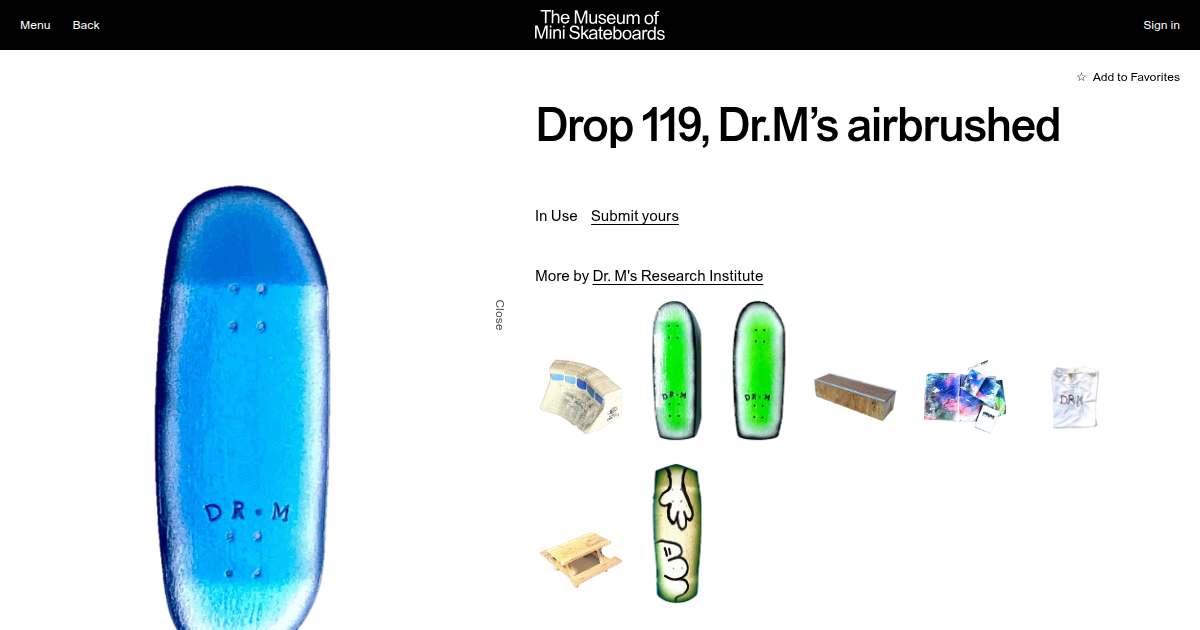 Menu
Back
The Museum of
Mini Skateboards
Sign in
☆ Add to Favorites
Drop 119, Dr.M’s airbrushed
In Use Submit yours
More by Dr. M's Research Institute
Close
DR•M
DR•M
DR•M
DRM